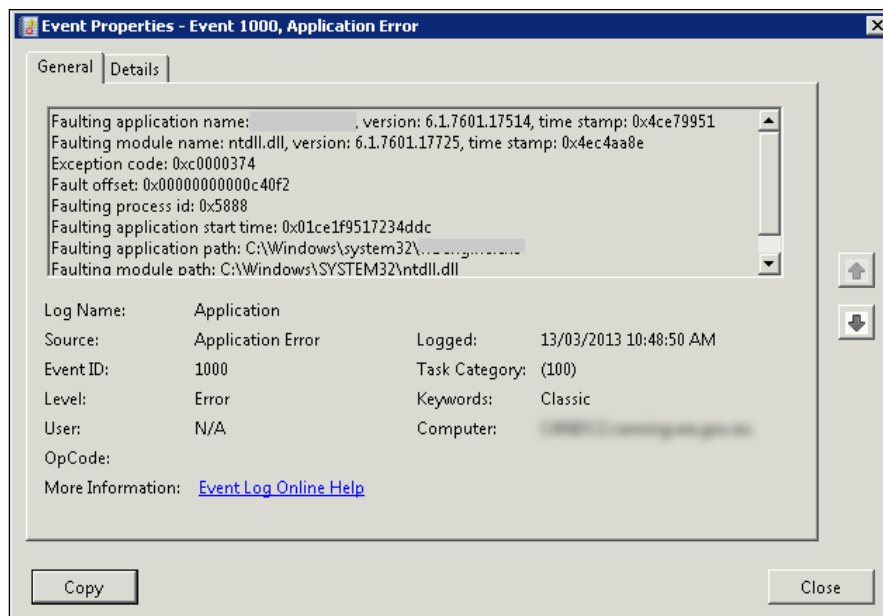 Event Properties - Event 1000, Application Error
General
Details
Faulting application name: , version: 6.1.7601.17514, time stamp: 0x4ce79951
Faulting module name: ntdll.dll, version: 6.1.7601.17725, time stamp: 0x4ec4aa8e
Exception code: 0xc0000374
Fault offset: 0x00000000000c40f2
Faulting process id: 0x5888
Faulting application start time: 0x01ce1f9517234ddc
Faulting application path: C:\Windows\system32\
Faulting module path: C:\Windows\SYSTEM32\ntdll.dll
Log Name: Application
Source: Application Error Logged: 13/03/2013 10:48:50 AM
Event ID: 1000 Task Category: (100)
Level: Error Keywords: Classic
User: N/A Computer:
OpCode:
More Information: Event Log Online Help
Copy
Close